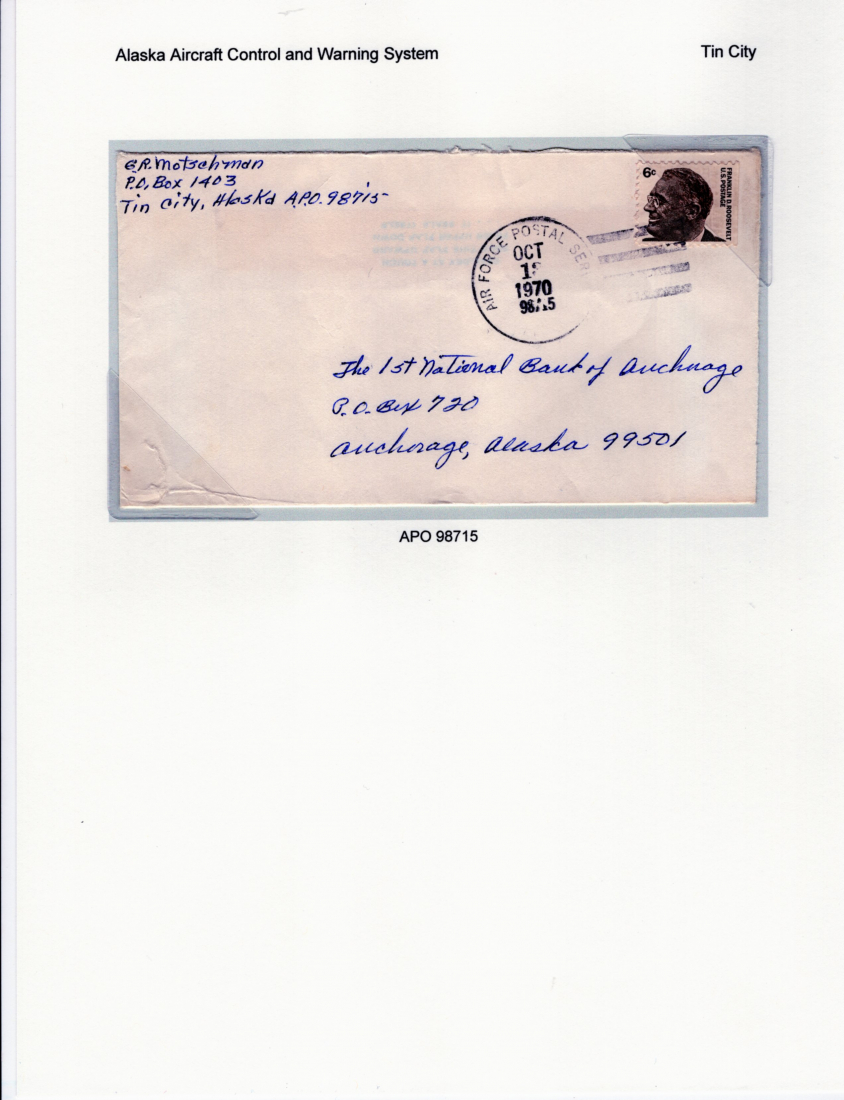 Alaska Aircraft Control and Warning System
Tin City
E.R. Motschman
P.O. Box 1403
Tin City, Alaska A.P.O. 98715
6c
FRANKLIN D. ROOSEVELT
U.S. POSTAGE
AIR FORCE POSTAL SER
OCT
1970
The 1st National Bank of Anchorage
P.O. Box 720
Anchorage, Alaska 99501
APO 98715